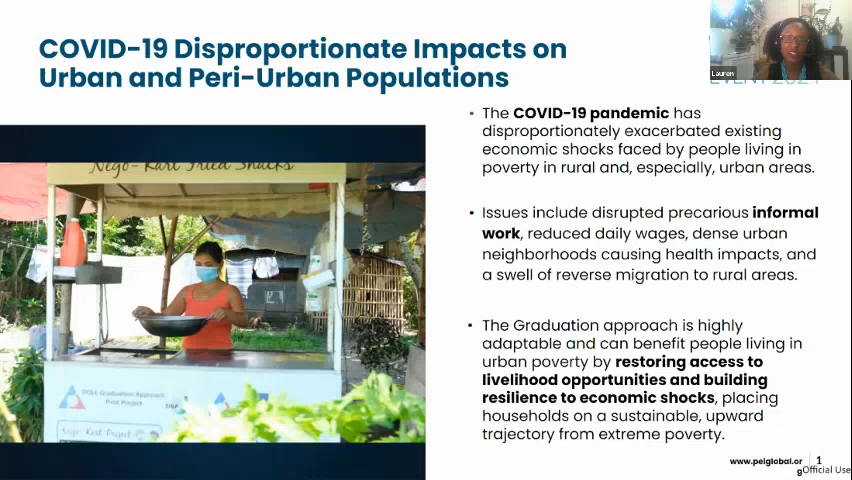 COVID-19 Disproportionate Impacts on
Urban and Peri-Urban Populations
Lauren
EVENT 2021
• The COVID-19 pandemic has
disproportionately exacerbated existing
economic shocks faced by people living in
poverty in rural and, especially, urban areas.
• Issues include disrupted precarious informal
work, reduced daily wages, dense urban
neighborhoods causing health impacts, and
a swell of reverse migration to rural areas.
• The Graduation approach is highly
adaptable and can benefit people living in
urban poverty by restoring access to
livelihood opportunities and building
resilience to economic shocks, placing
households on a sustainable, upward
trajectory from extreme poverty.
Nego-Kart Fried Snacks
DOLE Graduation Approach
Pilot Project
Nego-Kart Project
www.peiglobal.or
g
1
Official Use